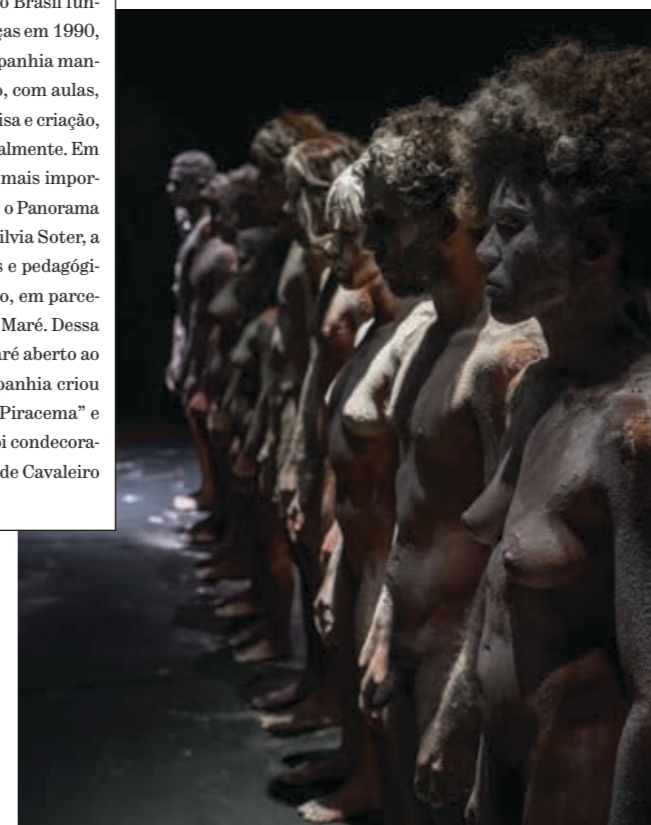 o Brasil fun-
ças em 1990,
panhia man-
o, com aulas,
isa e criação,
almente. Em
mais impor-
o Panorama
ilvia Soter, a
s e pedagógi-
o, em parce-
Maré. Dessa
aré aberto ao
panhia criou
Piracema” e
oi condecora-
de Cavaleiro